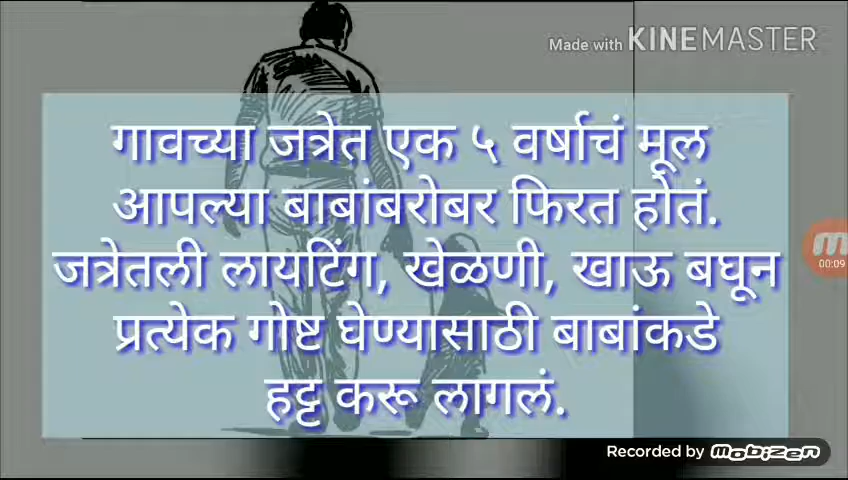 Made with KINEMASTER
गावच्या जत्रेत एक ५ वर्षाचं मूल
आपल्या बाबांबरोबर फिरत होतं.
जत्रेतली लायटिंग, खेळणी, खाऊ बघून
प्रत्येक गोष्ट घेण्यासाठी बाबांकडे
हट्ट करू लागलं.
00:09
Recorded by MOBIZEN